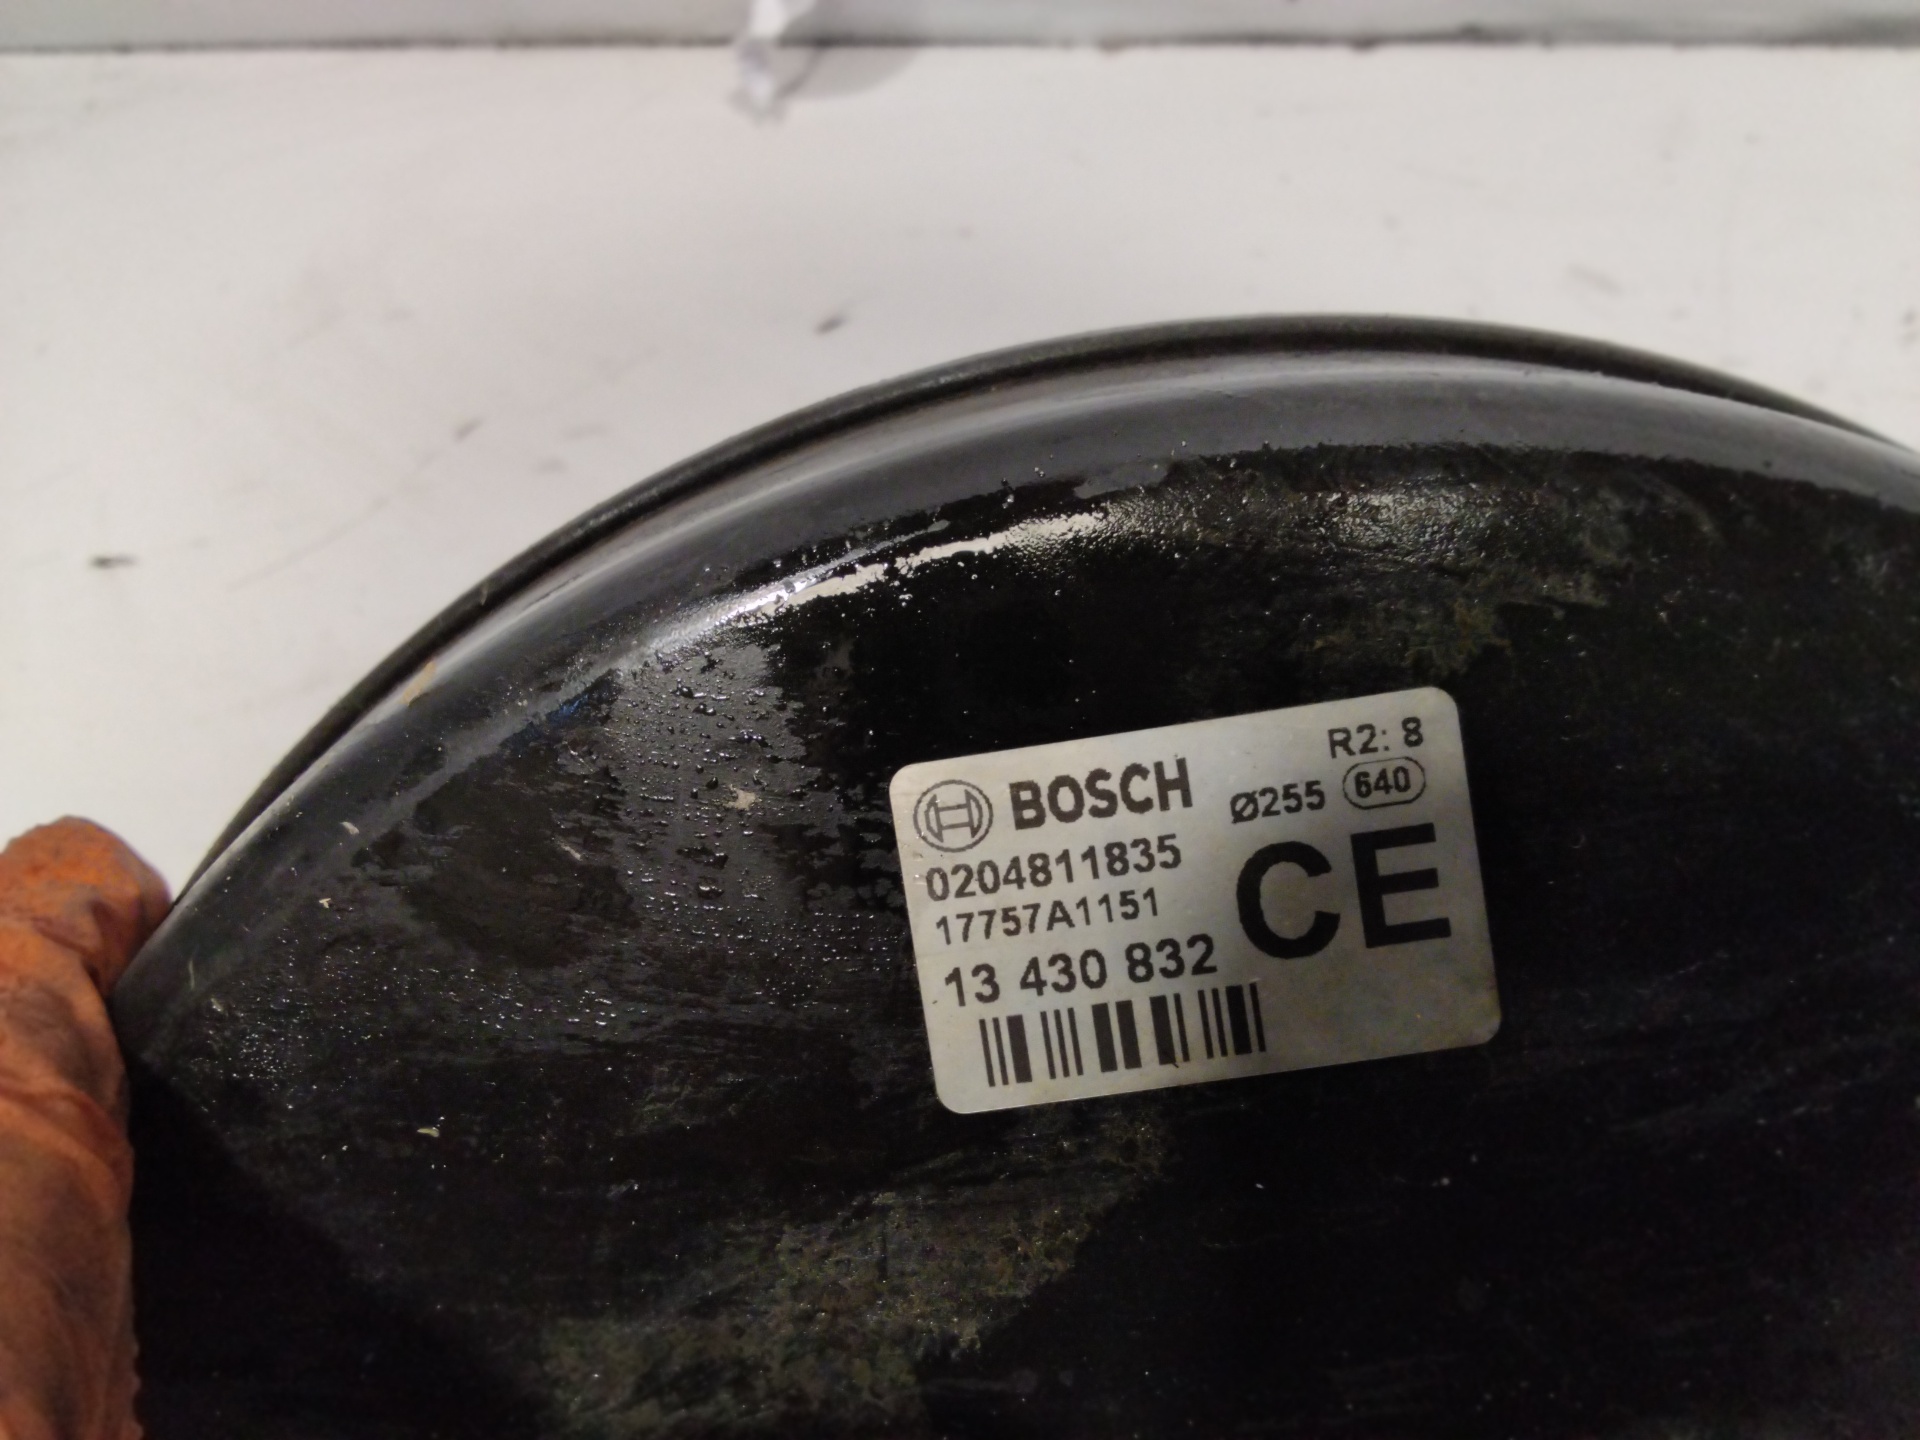 R2: 8
BOSCH Ø255 640
0204811835
17757A1151
13 430 832
CE